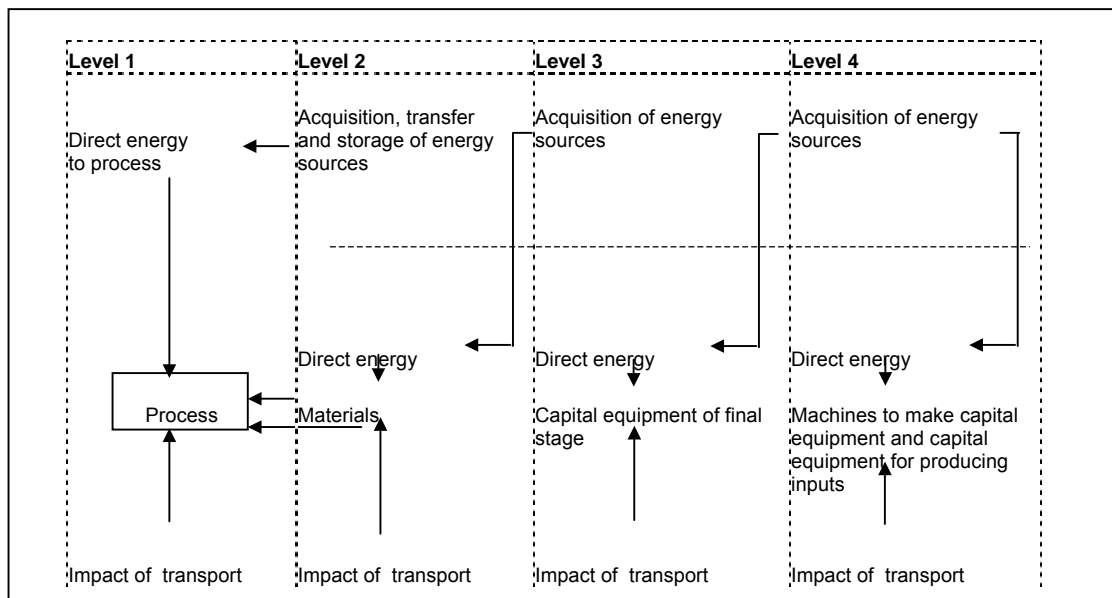 Level 1
Level 2
Level 3
Level 4
Direct energy
to process
Acquisition, transfer
and storage of energy
sources
Acquisition of energy
sources
Acquisition of energy
sources
Direct energy
Direct energy
Direct energy
Process
Materials
Capital equipment of final
stage
Machines to make capital
equipment and capital
equipment for producing
inputs
Impact of transport
Impact of transport
Impact of transport
Impact of transport